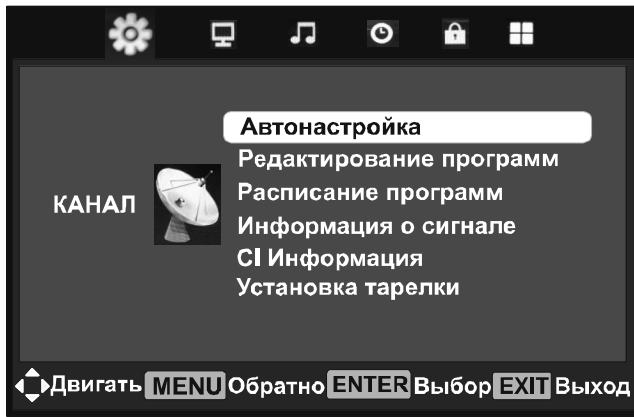 Автонастройка
Редактирование программ
Расписание программ
КАНАЛ
Информация о сигнале
CI Информация
Установка тарелки
Двигать MENU Обратно ENTER Выбор EXIT Выход